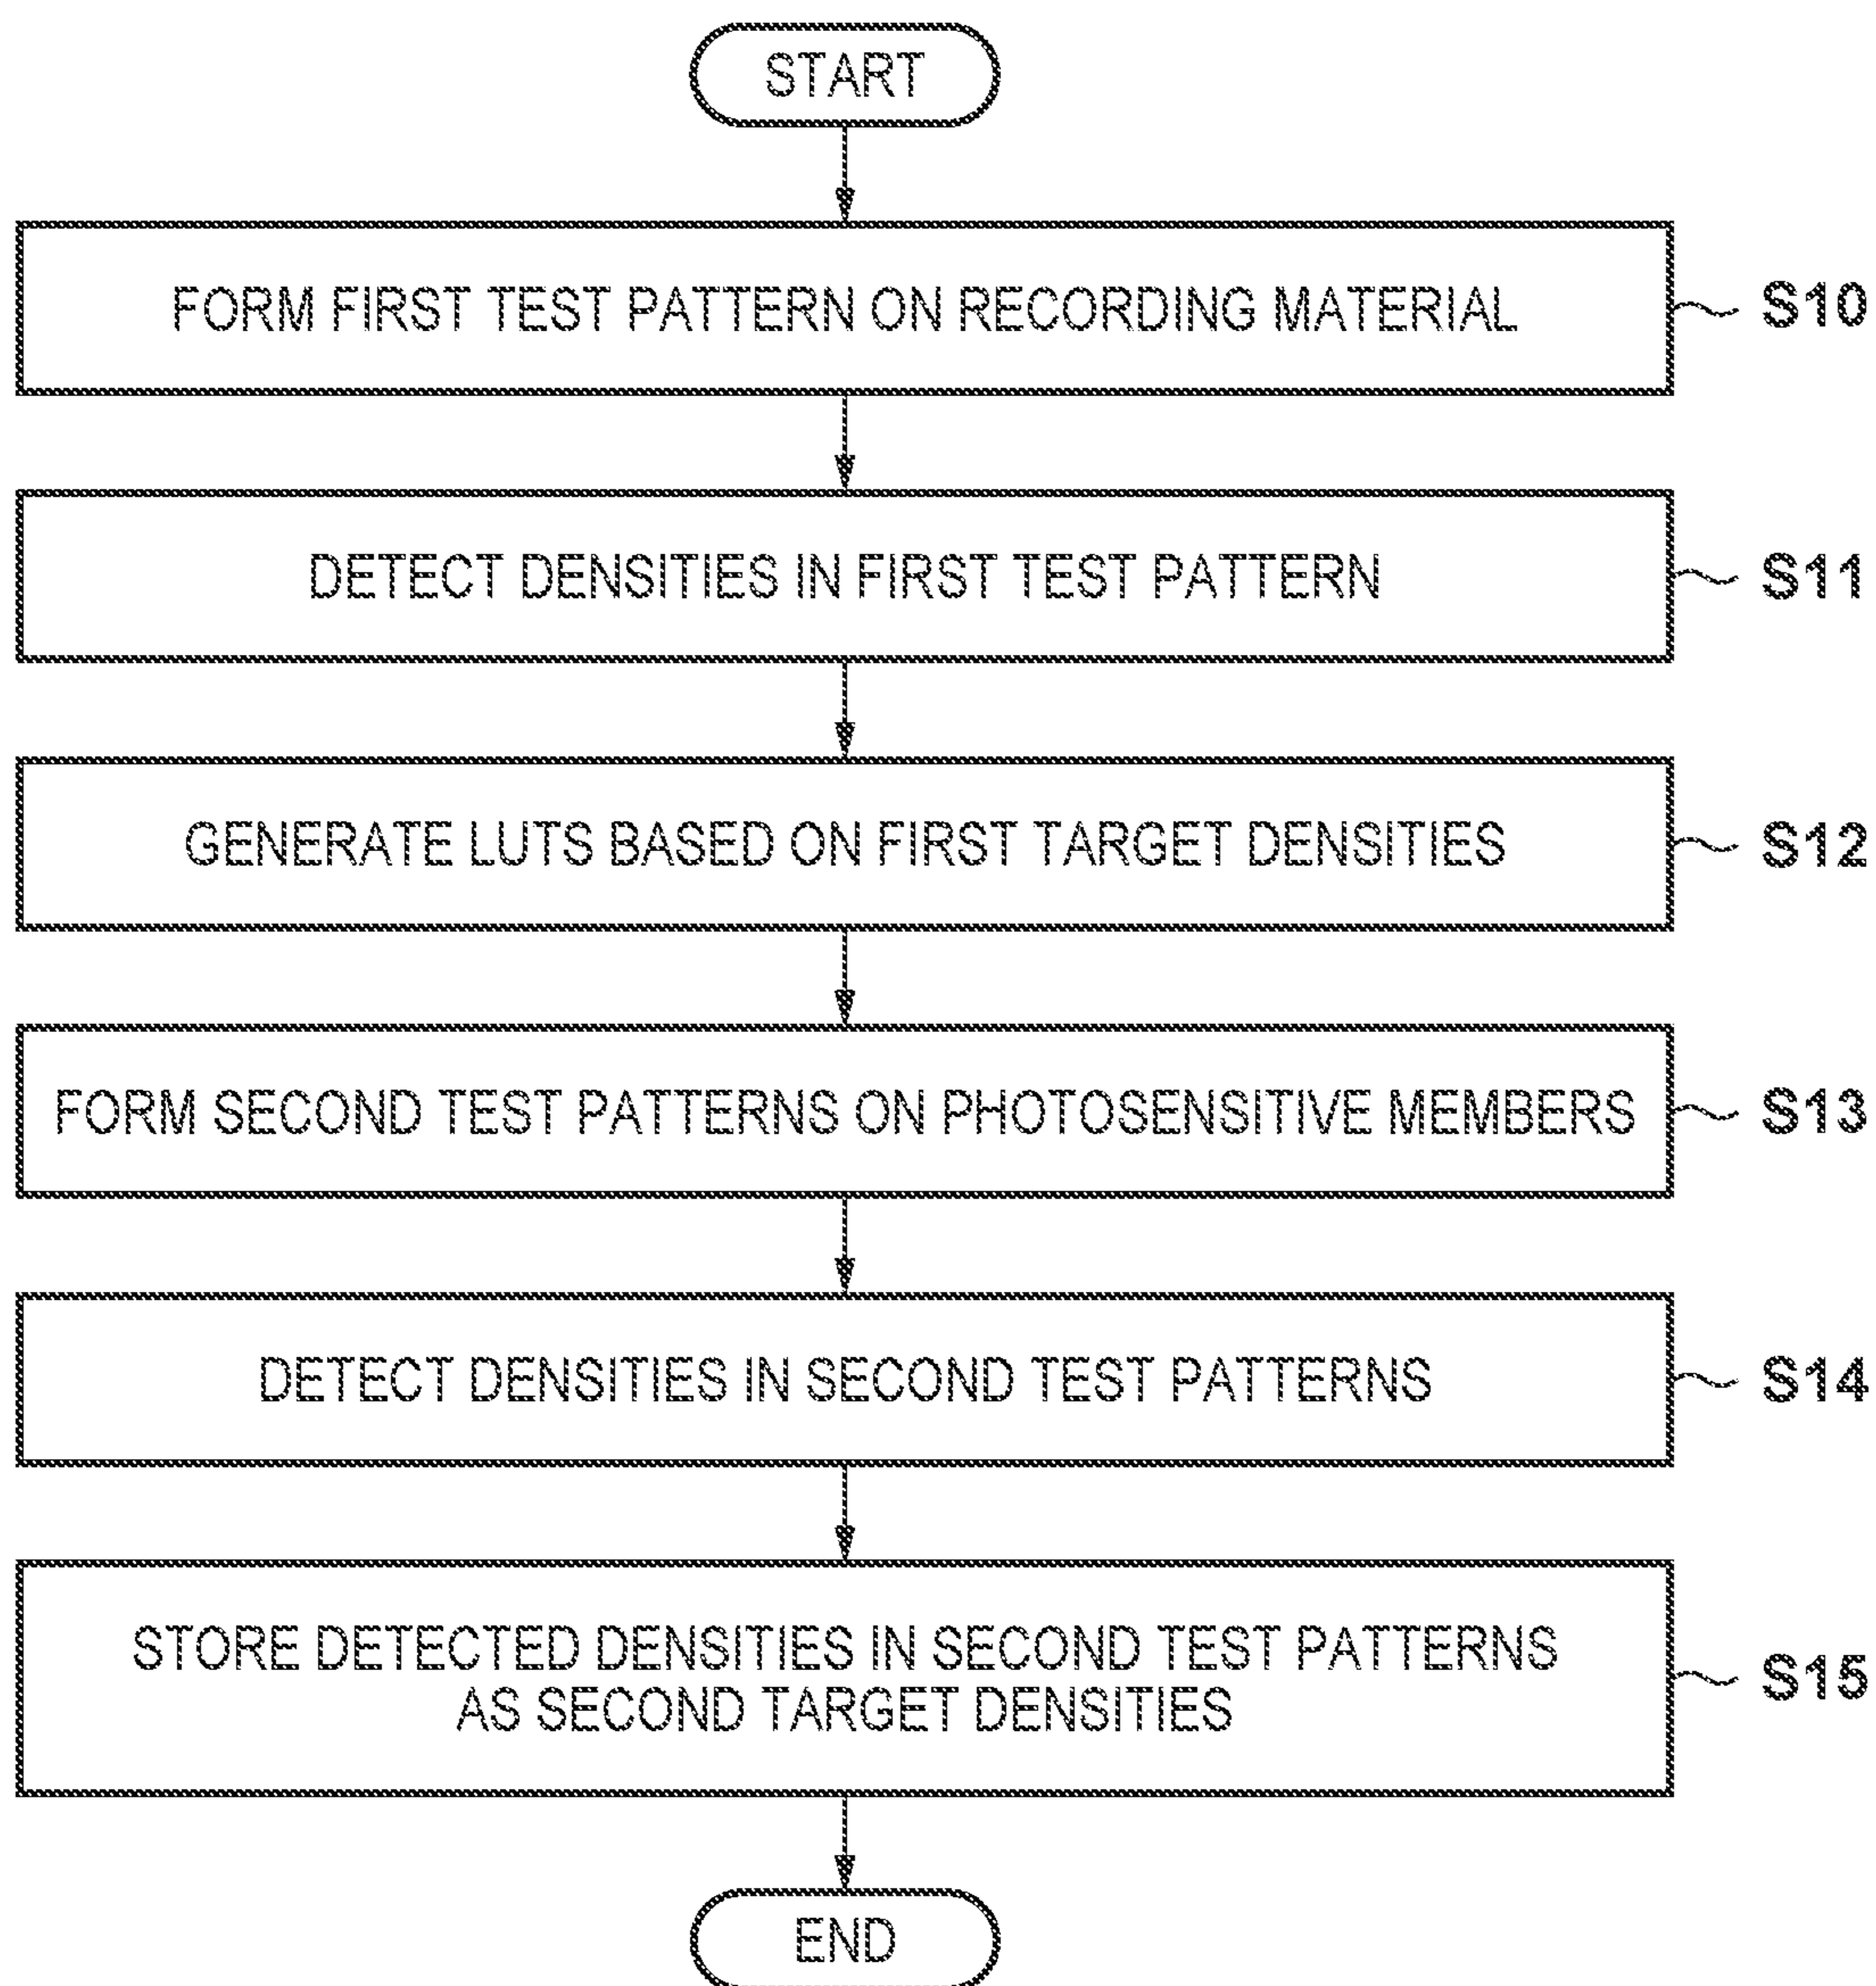 START
FORM FIRST TEST PATTERN ON RECORDING MATERIAL
S10
DETECT DENSITIES IN FIRST TEST PATTERN
S11
GENERATE LUTS BASED ON FIRST TARGET DENSITIES
S12
FORM SECOND TEST PATTERNS ON PHOTOSENSITIVE MEMBERS
S13
DETECT DENSITIES IN SECOND TEST PATTERNS
S14
STORE DETECTED DENSITIES IN SECOND TEST PATTERNS
AS SECOND TARGET DENSITIES
S15
END